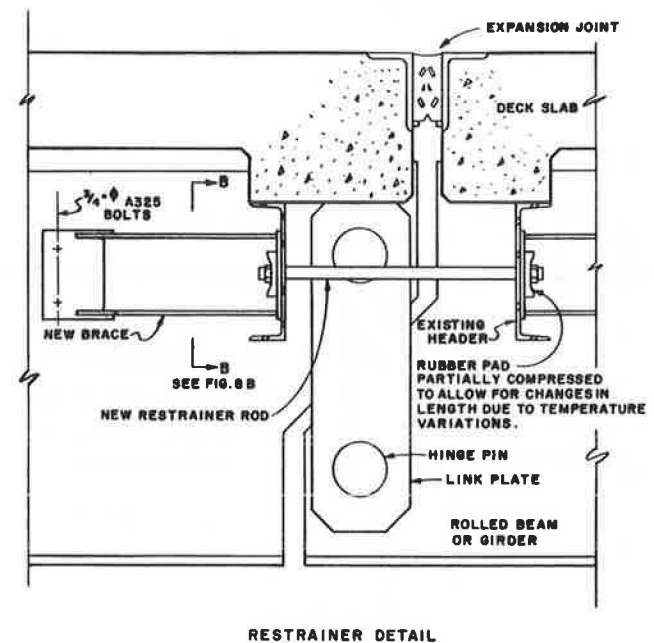 EXPANSION JOINT
DECK SLAB
B
3/4" ϕ A325
BOLTS
NEW BRACE
B
SEE FIG.8B
NEW RESTRAINER ROD
EXISTING
HEADER
RUBBER PAD
PARTIALLY COMPRESSED
TO ALLOW FOR CHANGES IN
LENGTH DUE TO TEMPERATURE
VARIATIONS.
HINGE PIN
LINK PLATE
ROLLED BEAM
OR GIRDER
RESTRAINER DETAIL